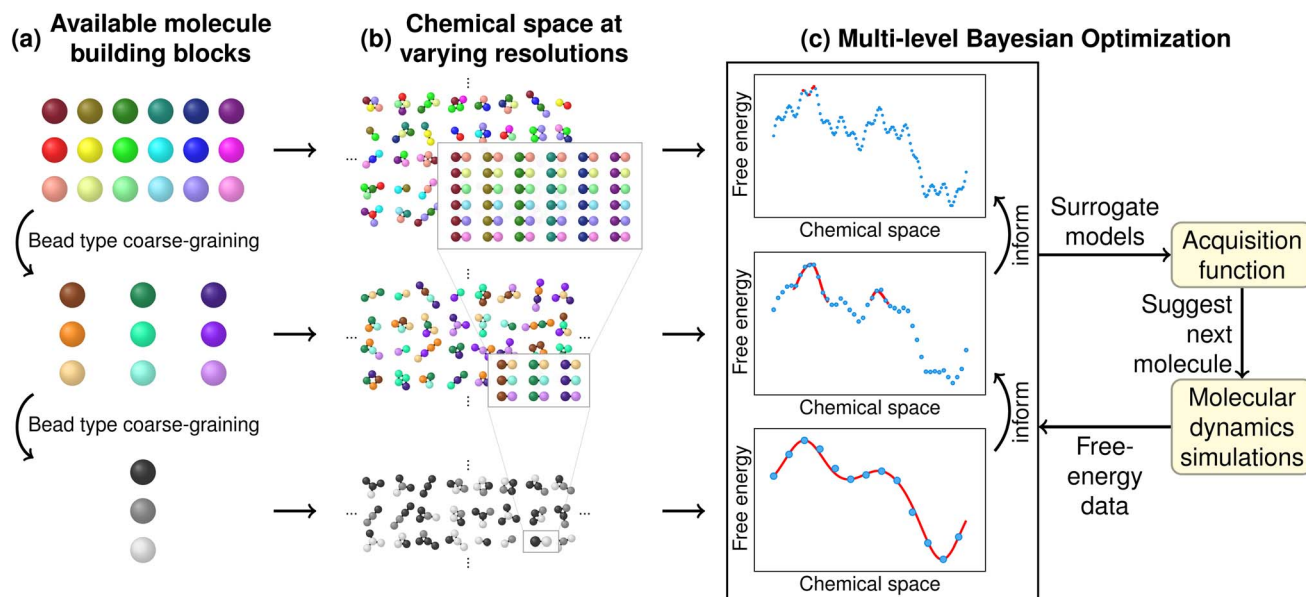 (a) Available molecule
building blocks
Bead type coarse-graining
Bead type coarse-graining
(b) Chemical space at
varying resolutions
...
...
...
...
...
...
(c) Multi-level Bayesian Optimization
Free energy
Chemical space
inform
Free energy
Chemical space
inform
Free energy
Chemical space
Surrogate
models
Acquisition
function
Suggest
next
molecule
Molecular
dynamics
simulations
Free-
energy
data